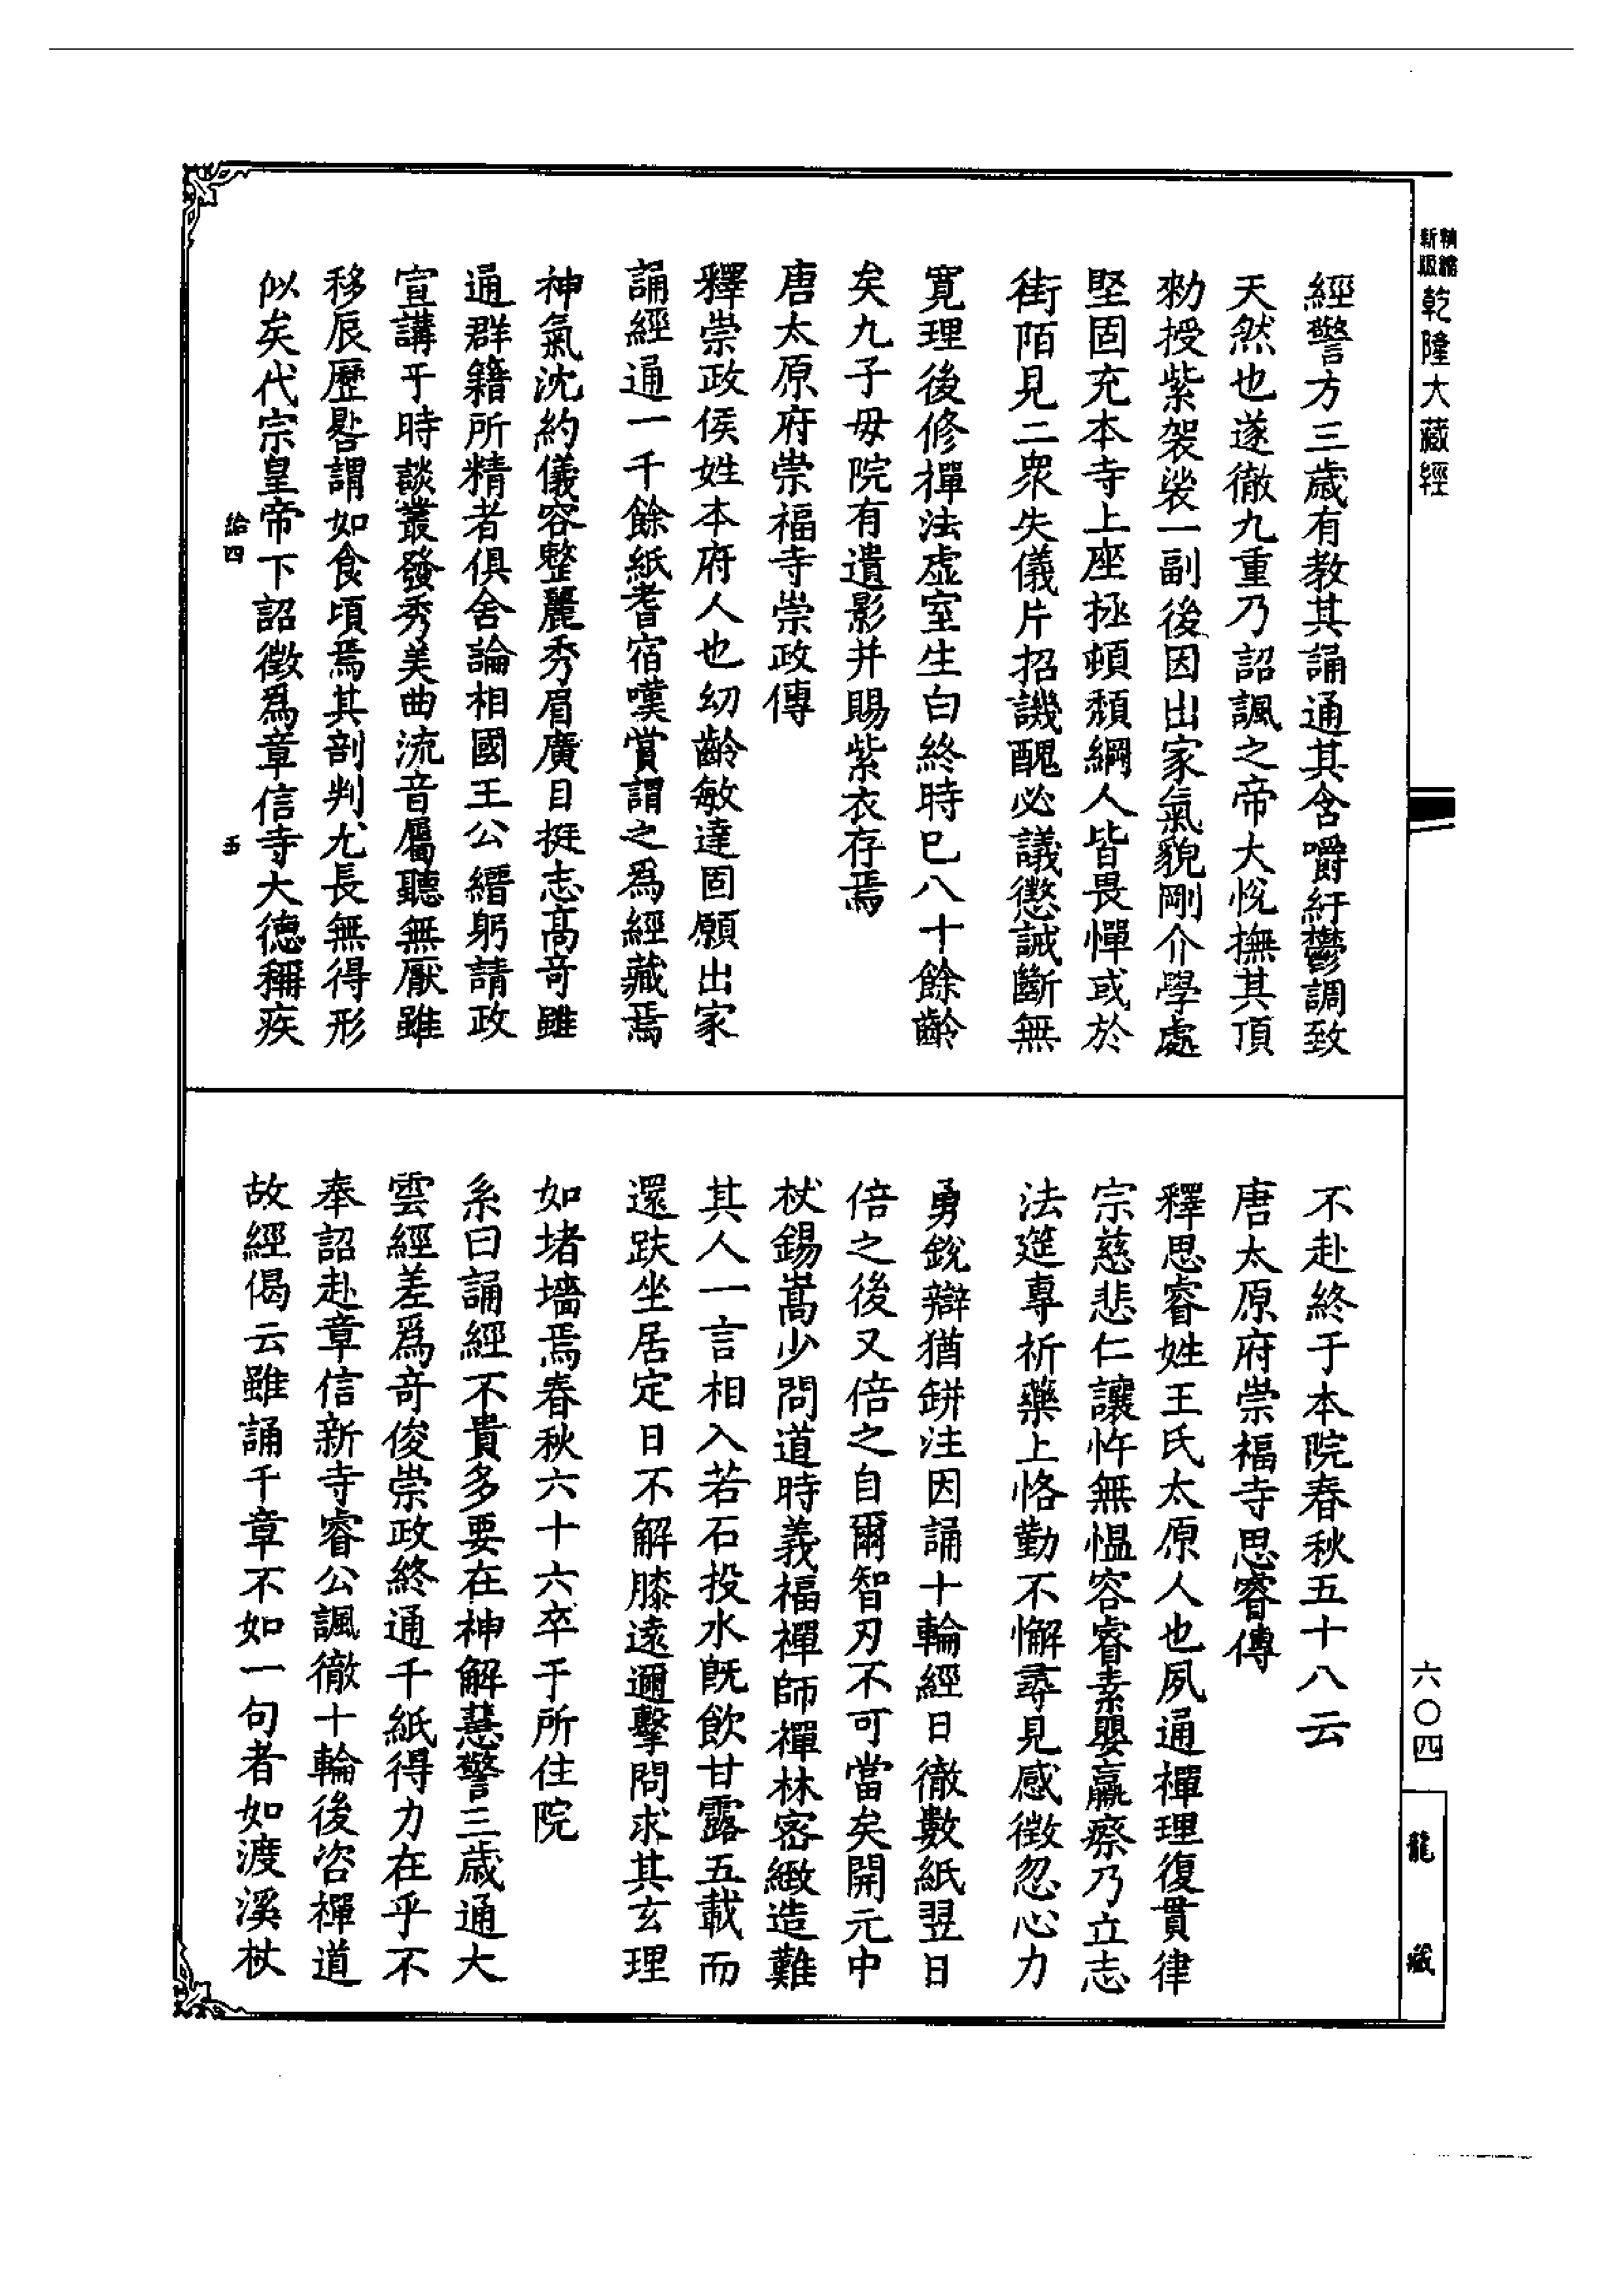 精縮新版乾隆大藏經
經警方三歲有教其誦通其含嚼紆鬱調致
天然也遂徹九重乃詔諷之帝大悅撫其頂
勑授紫袈裟一副後因出家氣貌剛介學處
堅固充本寺上座拯頓頹綱人皆畏憚或於
街陌見二衆失儀片招譏醜必議懲誡斷無
寬理後修禪法虛室生白終時巳八十餘齡
矣九子毋院有遺影并賜紫衣存焉
唐太原府崇福寺崇政傳
釋崇政侯姓本府人也幼齡敏達固願出家
誦經通一千餘紙耆宿嘆賞謂之爲經藏焉
神氣沈約儀容整麗秀眉廣目挺志高奇雖
通群籍所精者俱舍論相國王公縉躬請政
宣講于時談叢發秀美曲流音屬聽無厭雖
移辰歷晷謂如食頃焉其剖判尤長無得形
似矣代宗皇帝下詔徵爲章信寺大德稱疾
給四 五
不赴終于本院春秋五十八云
唐太原府崇福寺思睿傳
釋思睿姓王氏太原人也夙通禪理復貫律
宗慈悲仁讓忤無慍容睿素嬰羸瘵乃立志
法筵專祈藥上恪勤不懈尋見感徵忽心力
勇銳辯猶餅注因誦十輪經日徹數紙翌日
倍之後又倍之自爾智刃不可當矣開元中
杖錫嵩少問道時義福禪師禪林密緻造難
其人一言相入若石投水旣飲甘露五載而
還趺坐居定日不解膝遠邇擊問求其玄理
如堵墻焉春秋六十六卒于所住院
系曰誦經不貴多要在神解慧警三歲通大
雲經差爲奇俊崇政終通千紙得力在乎不
奉詔赴章信新寺睿公諷徹十輪後咨禪道
故經偈云雖誦千章不如一句者如渡溪杖
六〇四
龍藏